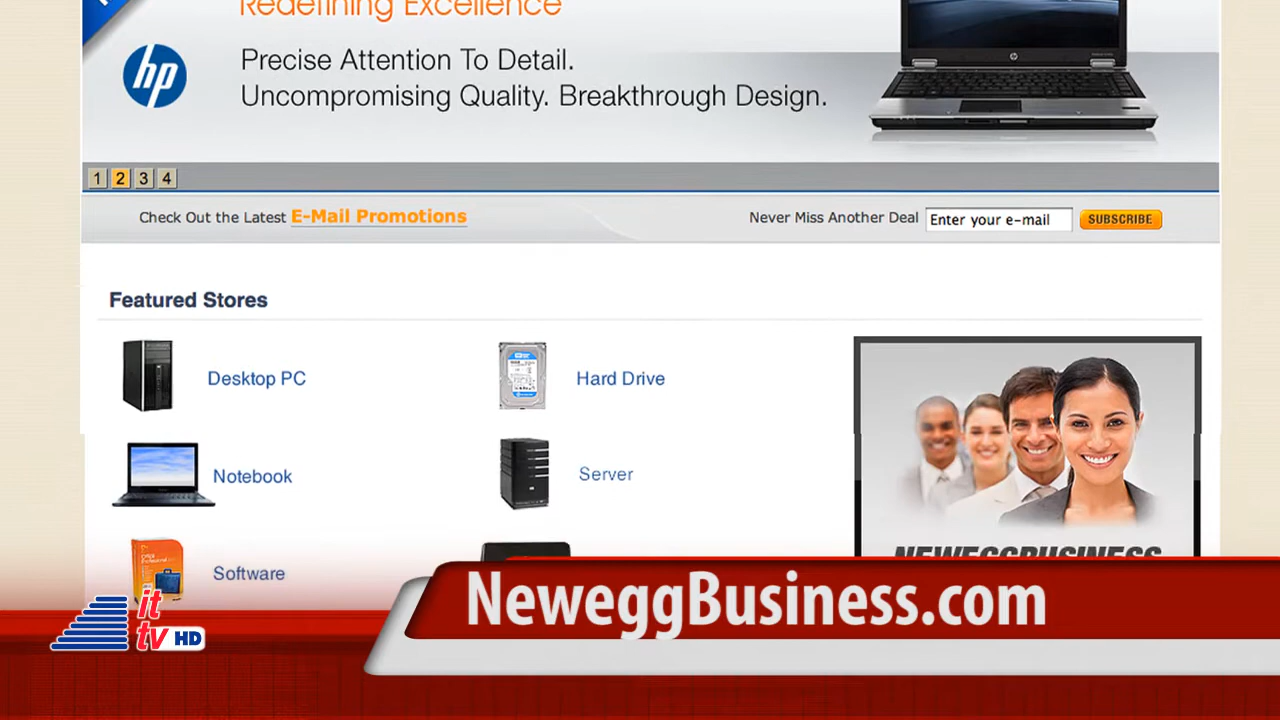 Redefining Excellence
hp
Precise Attention To Detail.
Uncompromising Quality. Breakthrough Design.
1 2 3 4
Check Out the Latest E-Mail Promotions
Never Miss Another Deal Enter your e-mail SUBSCRIBE
Featured Stores
Desktop PC
Hard Drive
Notebook
Server
Software
NEWEGGBUSINESS
NeweggBusiness.com
it
tv HD